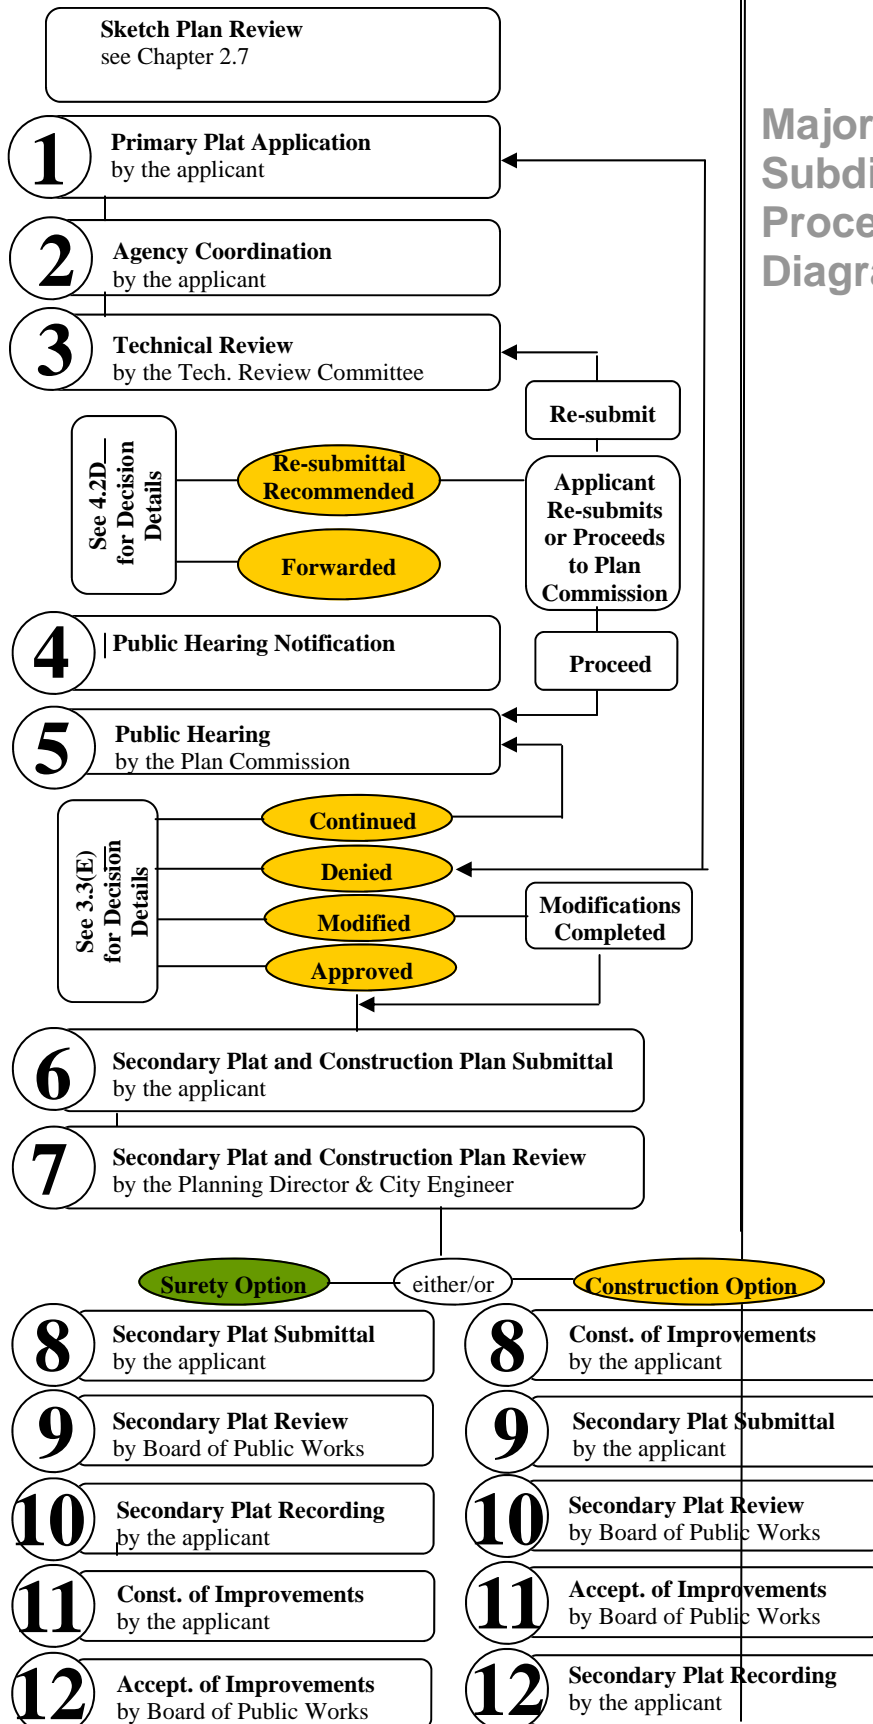 Sketch Plan Review
see Chapter 2.7
Major
Subdi
Proce
Diagra
1
Primary Plat Application
by the applicant
2
Agency Coordination
by the applicant
3
Technical Review
by the Tech. Review Committee
Re-submit
See 4.2D
for Decision
Details
Re-submittal
Recommended
Forwarded
Applicant
Re-submits
or Proceeds
to Plan
Commission
4
Public Hearing Notification
Proceed
5
Public Hearing
by the Plan Commission
See 3.3(E)
for Decision
Details
Continued
Denied
Modified
Approved
Modifications
Completed
6
Secondary Plat and Construction Plan Submittal
by the applicant
7
Secondary Plat and Construction Plan Review
by the Planning Director & City Engineer
Surety Option
either/or
Construction Option
8
Secondary Plat Submittal
by the applicant
9
Secondary Plat Review
by Board of Public Works
10
Secondary Plat Recording
by the applicant
11
Const. of Improvements
by the applicant
12
Accept. of Improvements
by Board of Public Works
8
Const. of Improvements
by the applicant
9
Secondary Plat Submittal
by the applicant
10
Secondary Plat Review
by Board of Public Works
11
Accept. of Improvements
by Board of Public Works
12
Secondary Plat Recording
by the applicant